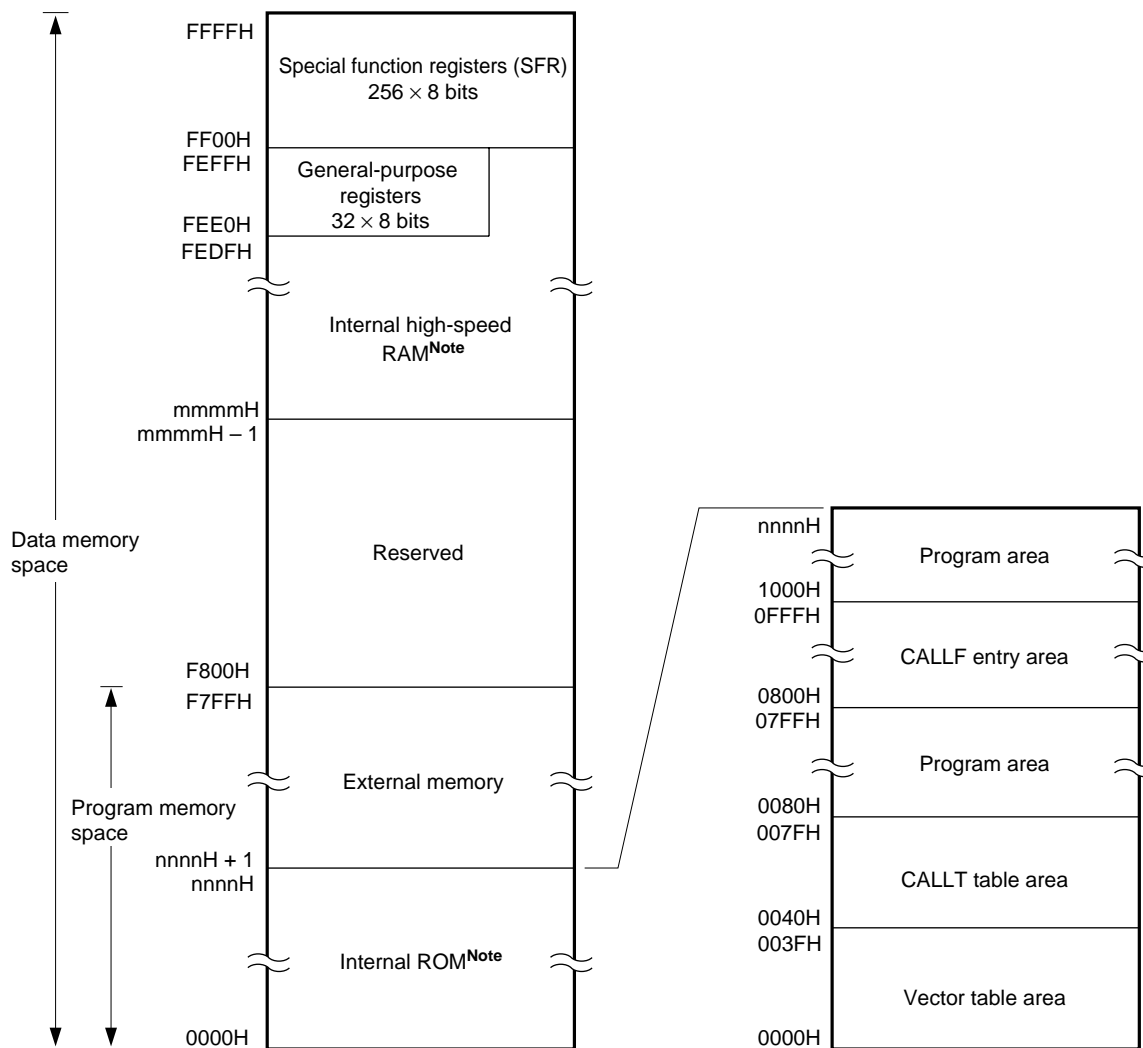 FFFFH
Special function registers (SFR)
256 × 8 bits
FF00H
FEFFH
General-purpose
registers
32 × 8 bits
FEE0H
FEDFH
Internal high-speed
RAMNote
mmmmH
mmmmH – 1
Data memory
space
Reserved
F800H
F7FFH
External memory
Program memory
space
nnnnH + 1
nnnnH
Internal ROMNote
0000H
nnnnH
Program area
1000H
0FFFH
CALLF entry area
0800H
07FFH
Program area
0080H
007FH
CALLT table area
0040H
003FH
Vector table area
0000H